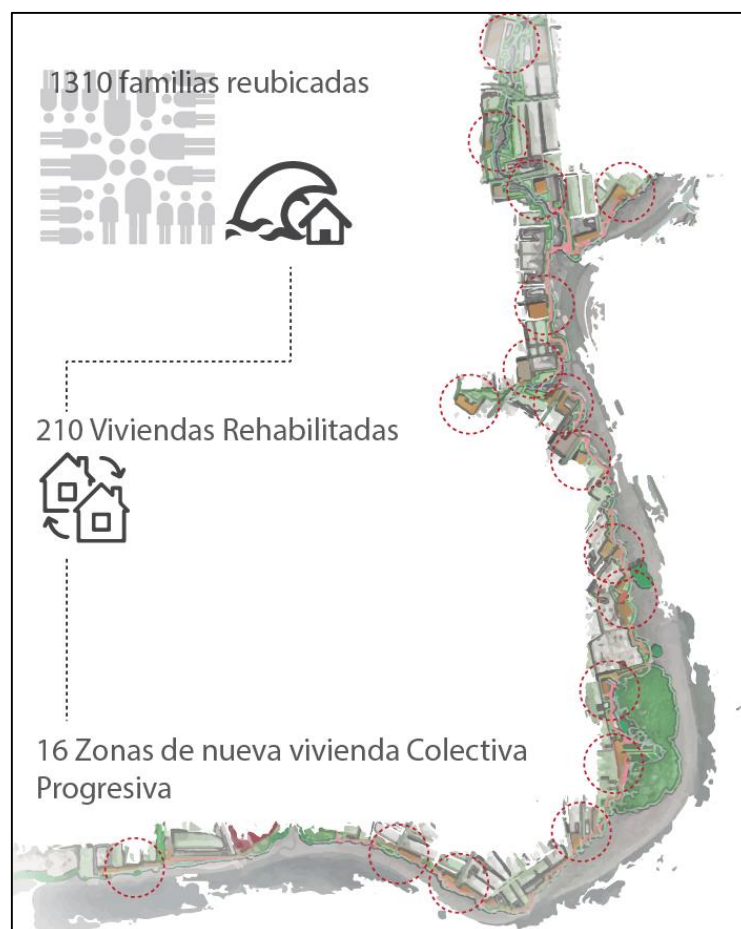 1310 familias reubicadas
210 Viviendas Rehabilitadas
16 Zonas de nueva vivienda Colectiva
Progresiva